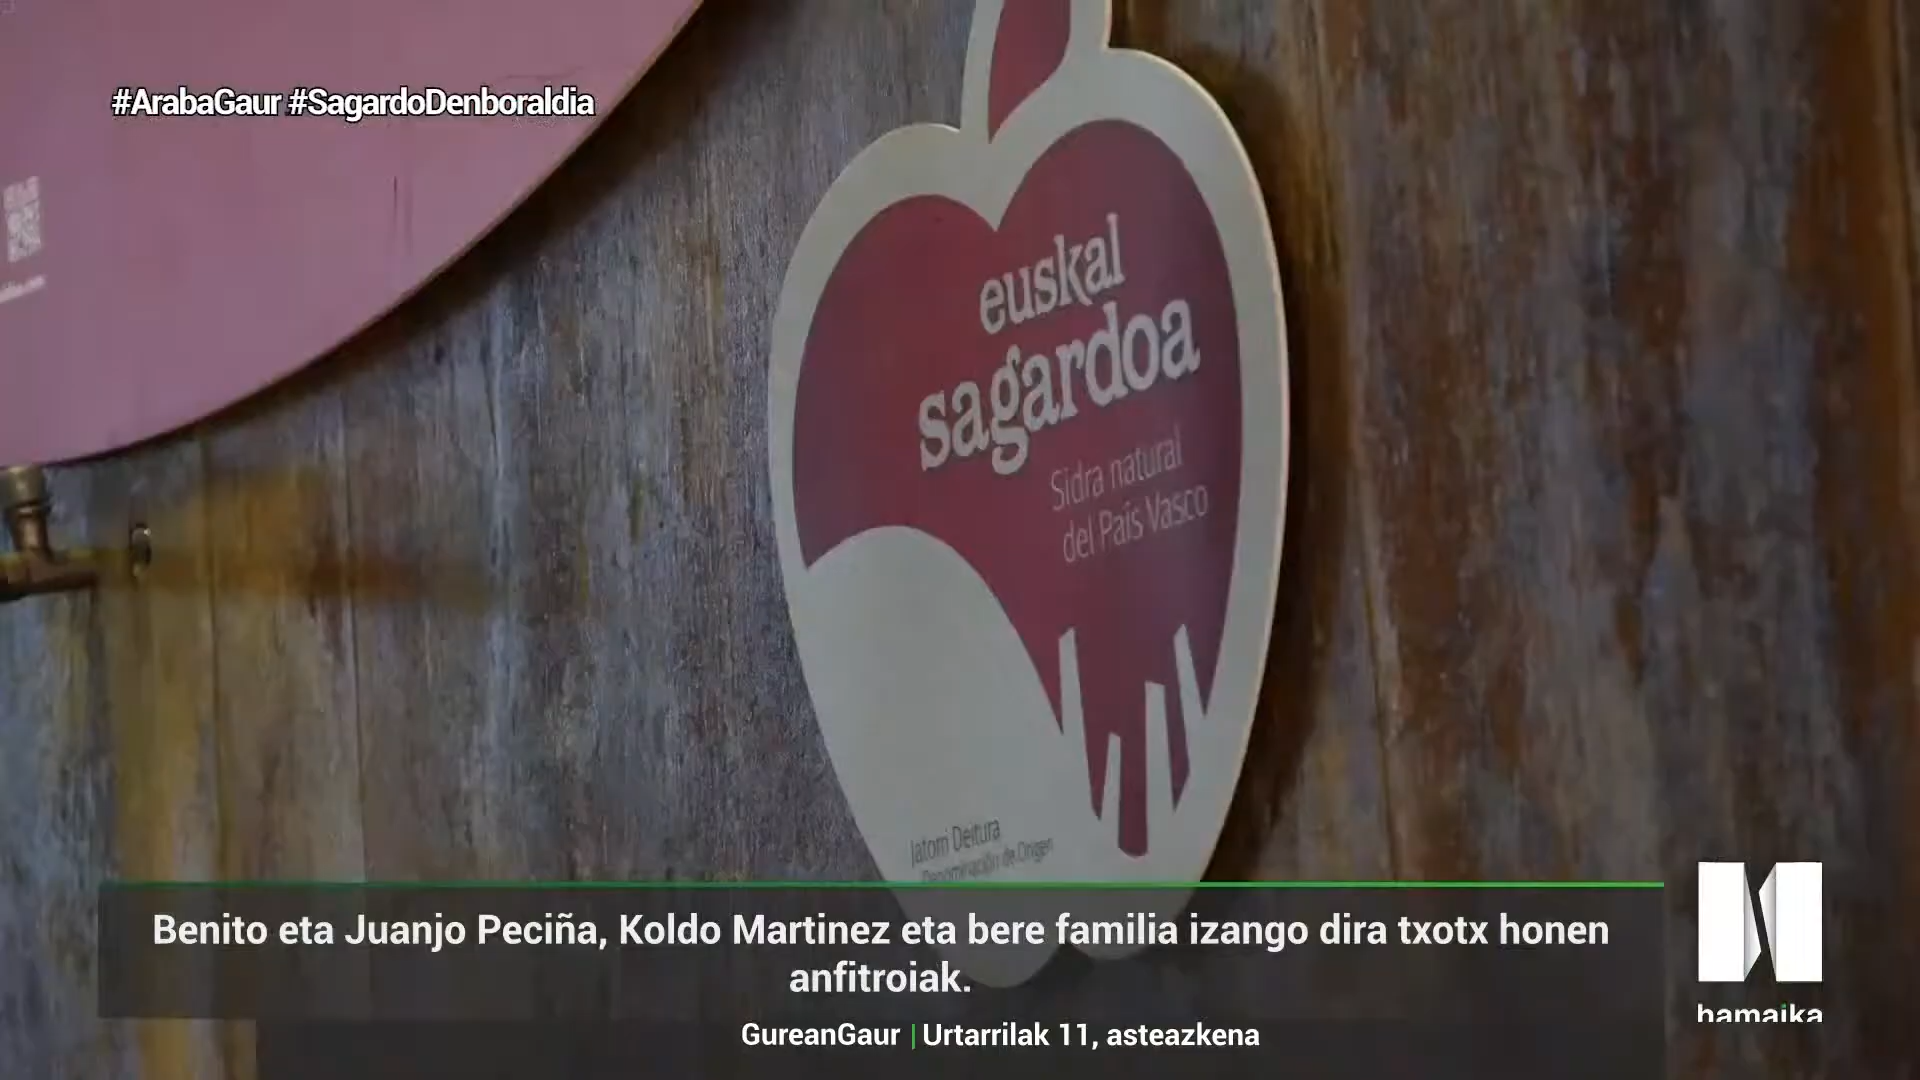 #ArabaGaur #SagardoDenboraldia
euskal
sagardoa
Sidra natural
del País Vasco
Jatorri Deitura
Denominación de Origen
Benito eta Juanjo Peciña, Koldo Martinez eta bere familia izango dira txotx honen
anfitroiak.
hamaika
GureanGaur | Urtarrilak 11, asteazkena